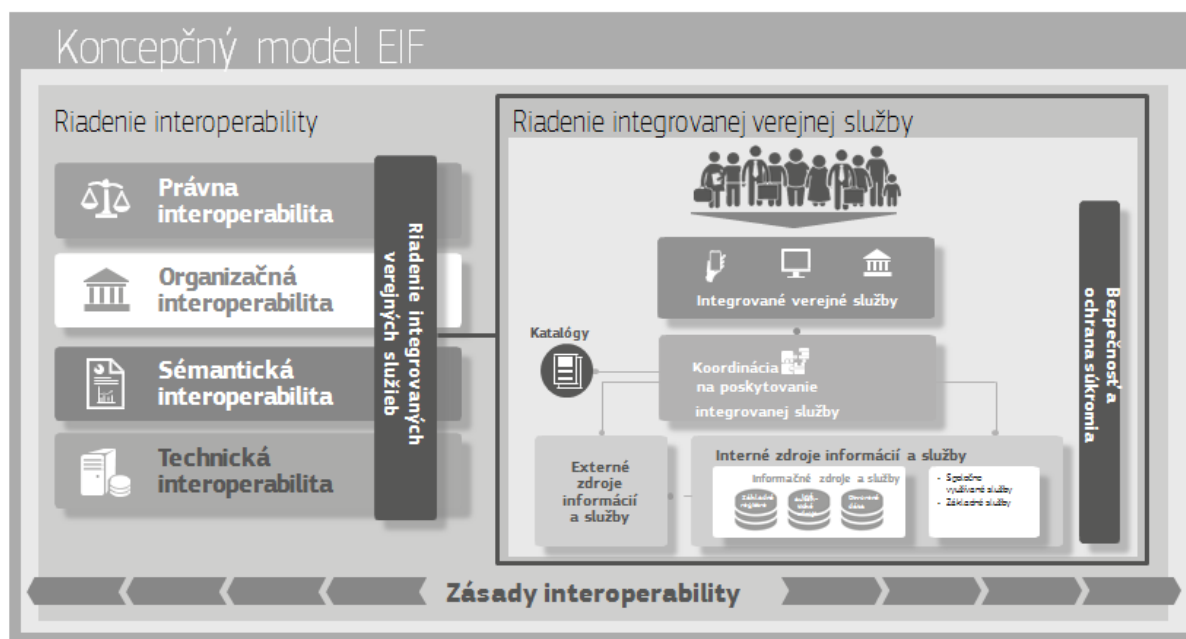 Koncepčný model EIF
Riadenie interoperability
Právna
interoperabilita
Organizačná
interoperabilita
Sémantická
interoperabilita
Technická
interoperabilita
Riadenie integrovaných
verejných služieb
Riadenie integrovanej verejnej služby
Integrované verejné služby
Katalógy
Koordinácia
na poskytovanie
integrovanej služby
Externé
zdroje
informácií
a služby
Interné zdroje informácií a služby
Informačné zdroje a služby
Základné
registre
Otvorené
dáta
- Spoločne
využívané služby
- Základné služby
Bezpečnosť a
ochrana súkromia
Zásady interoperability